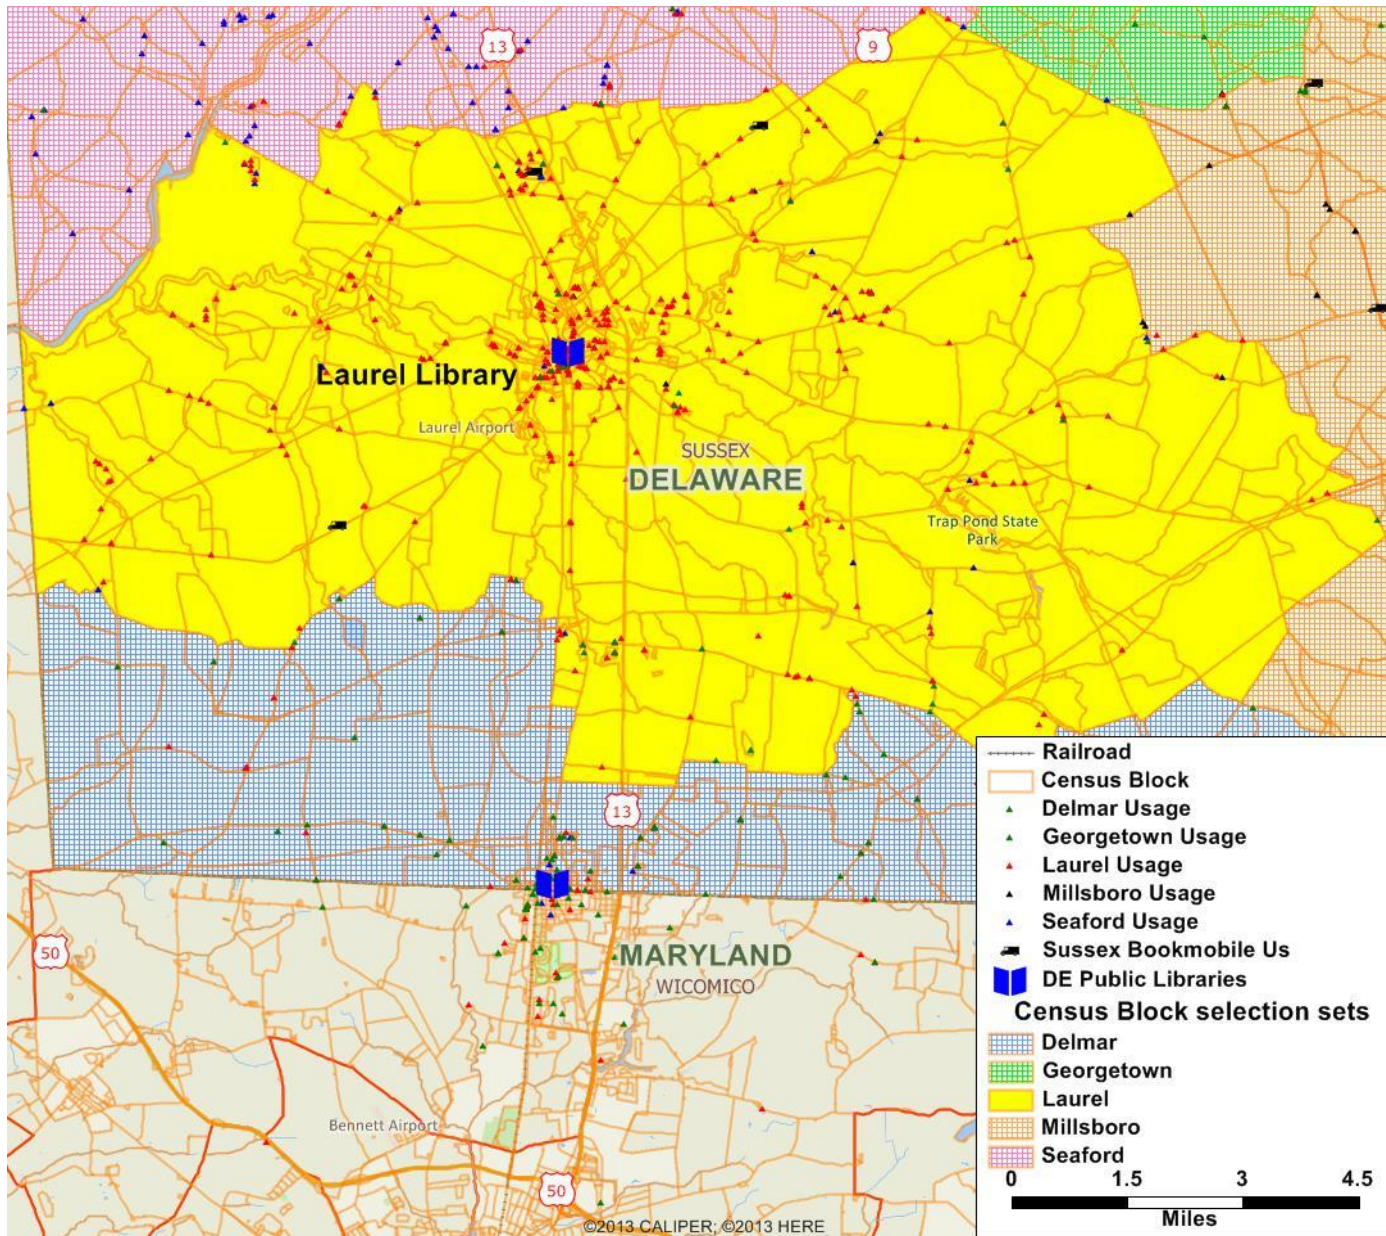 13
9
Laurel Library
Laurel Airport
SUSSEX
DELAWARE
Trap Pond State
Park
13
MARYLAND
WICOMICO
50
Bennett Airport
50
©2013 CALIPER; ©2013 HERE
Railroad
Census Block
Delmar Usage
Georgetown Usage
Laurel Usage
Millsboro Usage
Seaford Usage
Sussex Bookmobile Us
DE Public Libraries
Census Block selection sets
Delmar
Georgetown
Laurel
Millsboro
Seaford
0 1.5 3 4.5
Miles